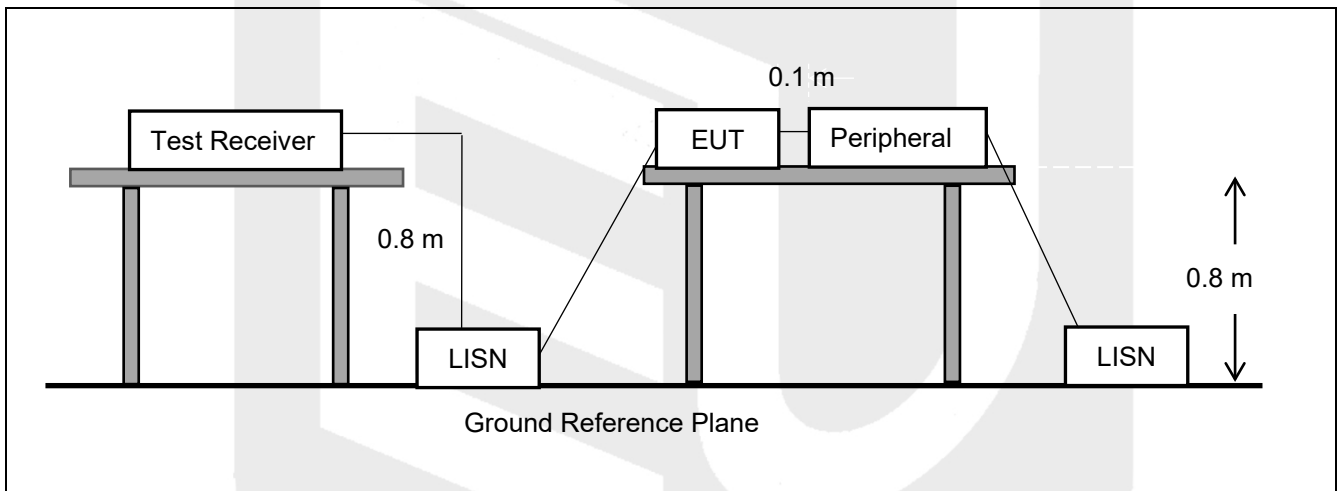 0.1 m
Test Receiver
EUT
Peripheral
0.8 m
0.8 m
LISN
LISN
Ground Reference Plane